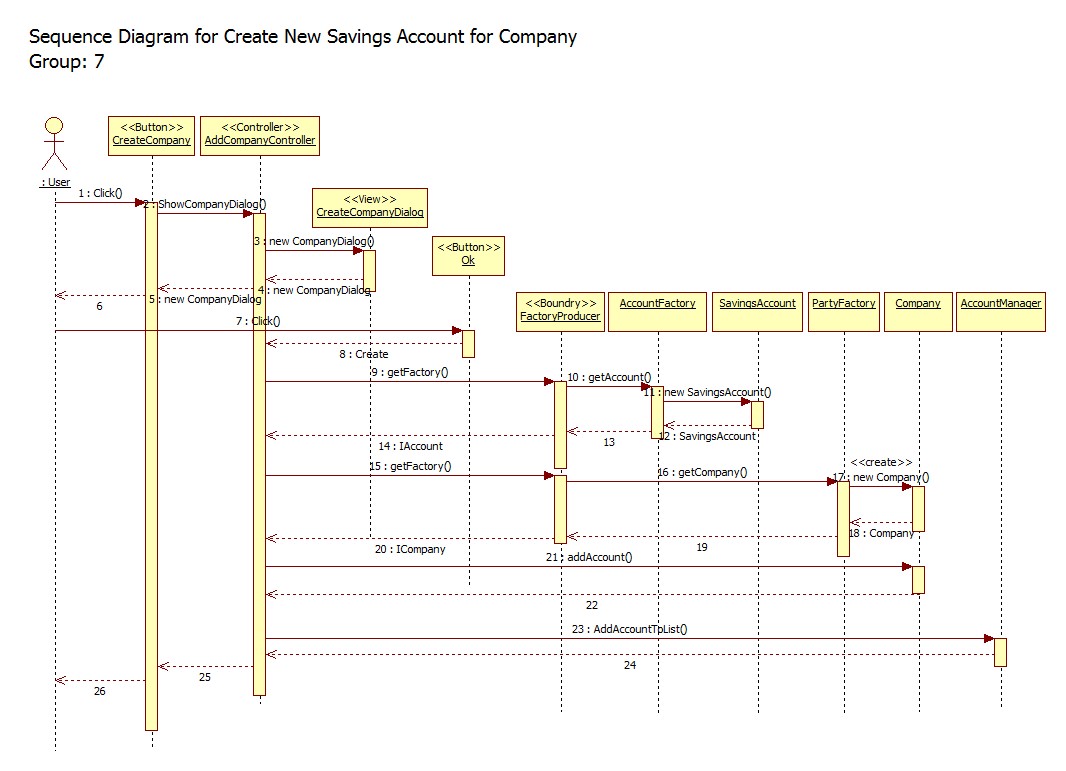 Sequence Diagram for Create New Savings Account for Company
Group: 7
<<Button>>
CreateCompany
<<Controller>>
AddCompanyController
: User
1 : Click()
2 : ShowCompanyDialog()
<<View>>
CreateCompanyDialog
3 : new CompanyDialog()
<<Button>>
Ok
4 : new CompanyDialog
5 : new CompanyDialog
6
<<Boundry>>
FactoryProducer
AccountFactory
SavingsAccount
PartyFactory
Company
AccountManager
7 : Click()
8 : Create
9 : getFactory()
10 : getAccount()
11 : new SavingsAccount()
12 : SavingsAccount
13
14 : IAccount
15 : getFactory()
16 : getCompany()
<<create>>
17 : new Company()
18 : Company
19
20 : ICompany
21 : addAccount()
22
23 : AddAccountToList()
24
25
26